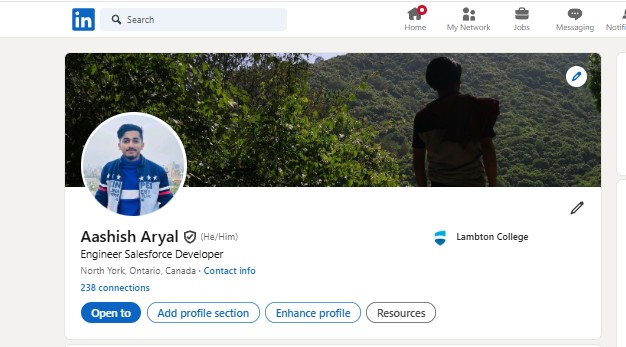 in
Search
Home
My Network
Jobs
Messaging
Notifi
Aashish Aryal (He/Him)
Lambton College
Engineer Salesforce Developer
North York, Ontario, Canada · Contact info
238 connections
Open to
Add profile section
Enhance profile
Resources